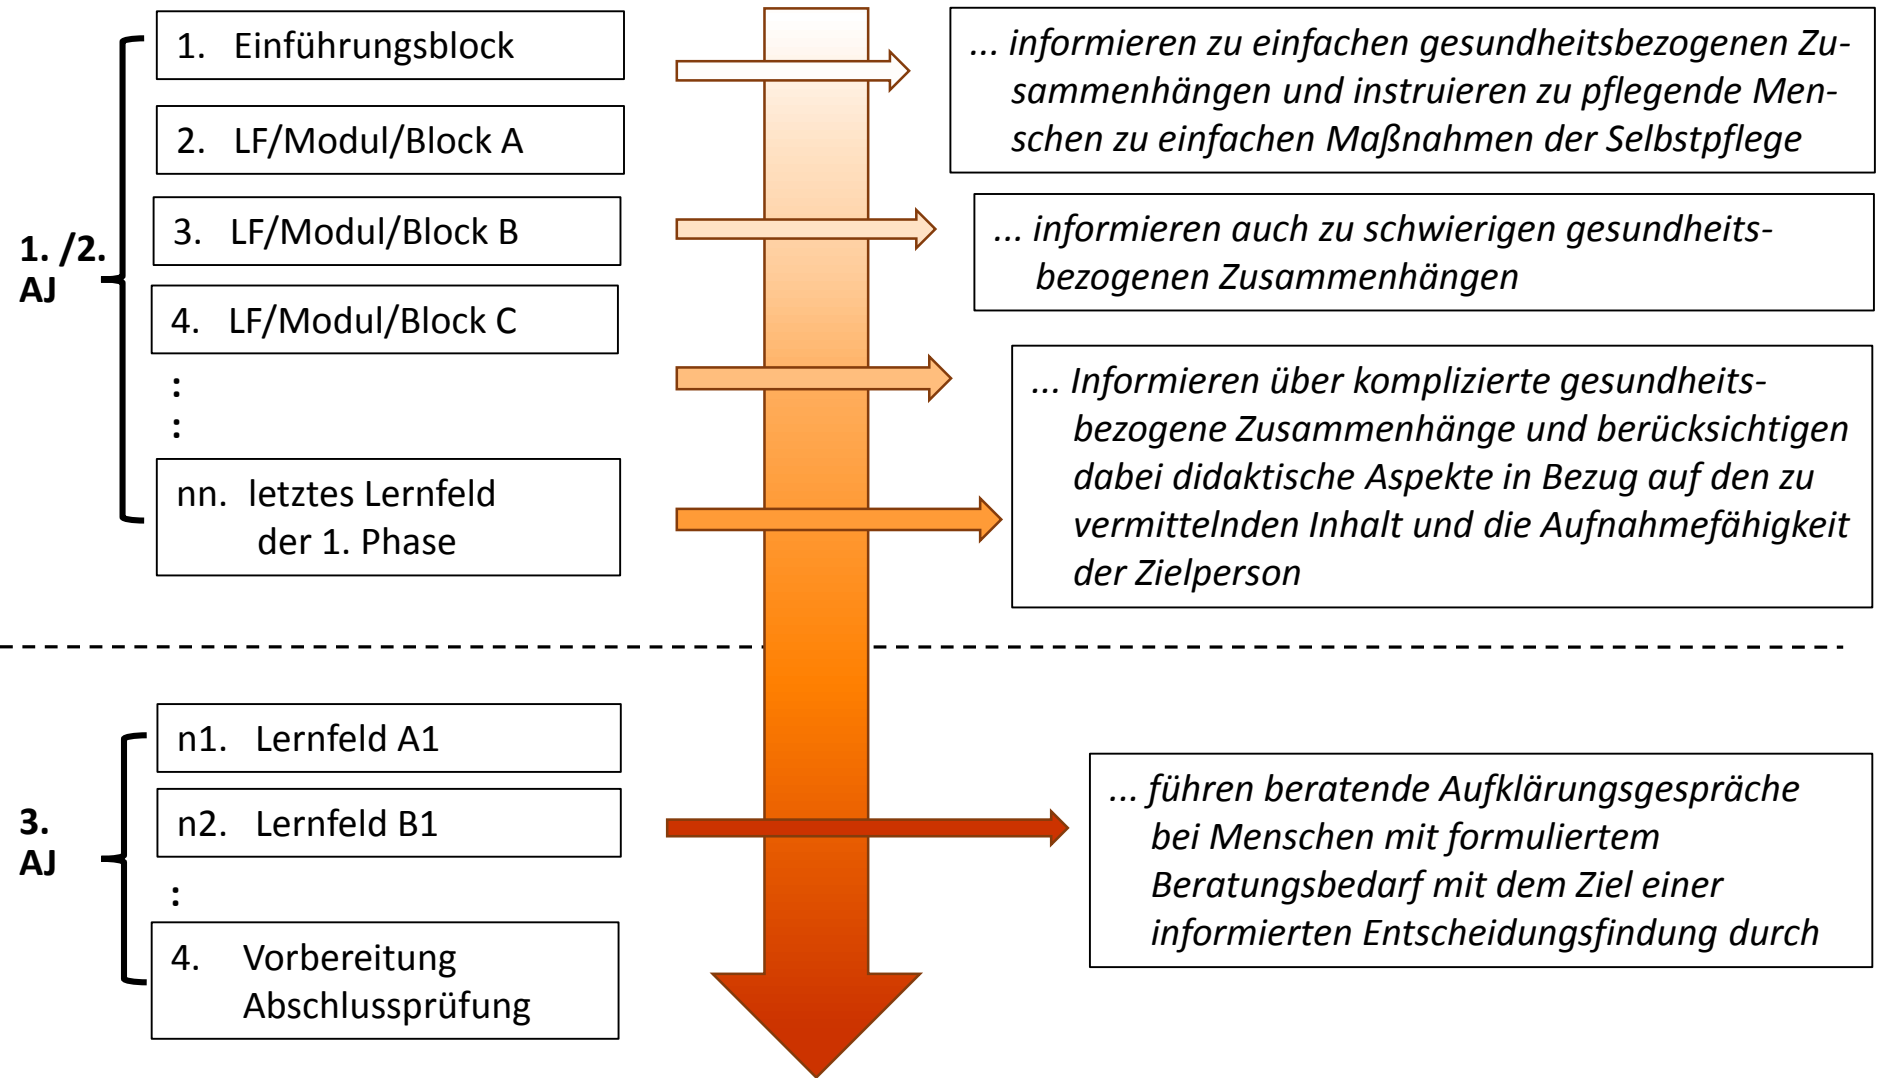 1. Einführungsblock
2. LF/Modul/Block A
3. LF/Modul/Block B
4. LF/Modul/Block C
:
:
nn. letztes Lernfeld
der 1. Phase
1. /2.
AJ
... informieren zu einfachen gesundheitsbezogenen Zu-
sammenhängen und instruieren zu pflegende Men-
schen zu einfachen Maßnahmen der Selbstpflege
... informieren auch zu schwierigen gesundheits-
bezogenen Zusammenhängen
... Informieren über komplizierte gesundheits-
bezogene Zusammenhänge und berücksichtigen
dabei didaktische Aspekte in Bezug auf den zu
vermittelnden Inhalt und die Aufnahmefähigkeit
der Zielperson
n1. Lernfeld A1
n2. Lernfeld B1
:
4. Vorbereitung
Abschlussprüfung
3.
AJ
... führen beratende Aufklärungsgespräche
bei Menschen mit formuliertem
Beratungsbedarf mit dem Ziel einer
informierten Entscheidungsfindung durch